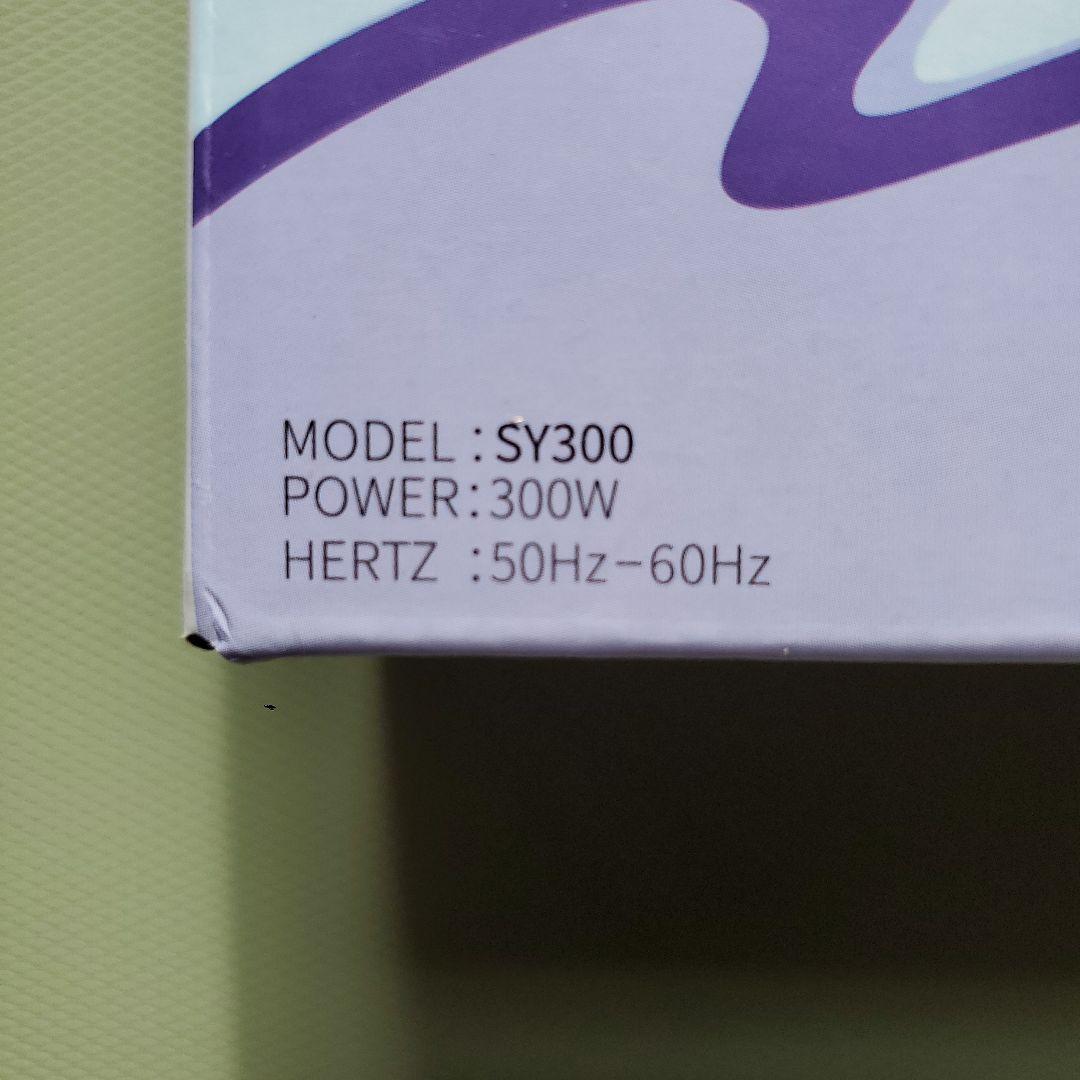 MODEL : SY300
POWER:300W
HERTZ :50Hz-60Hz